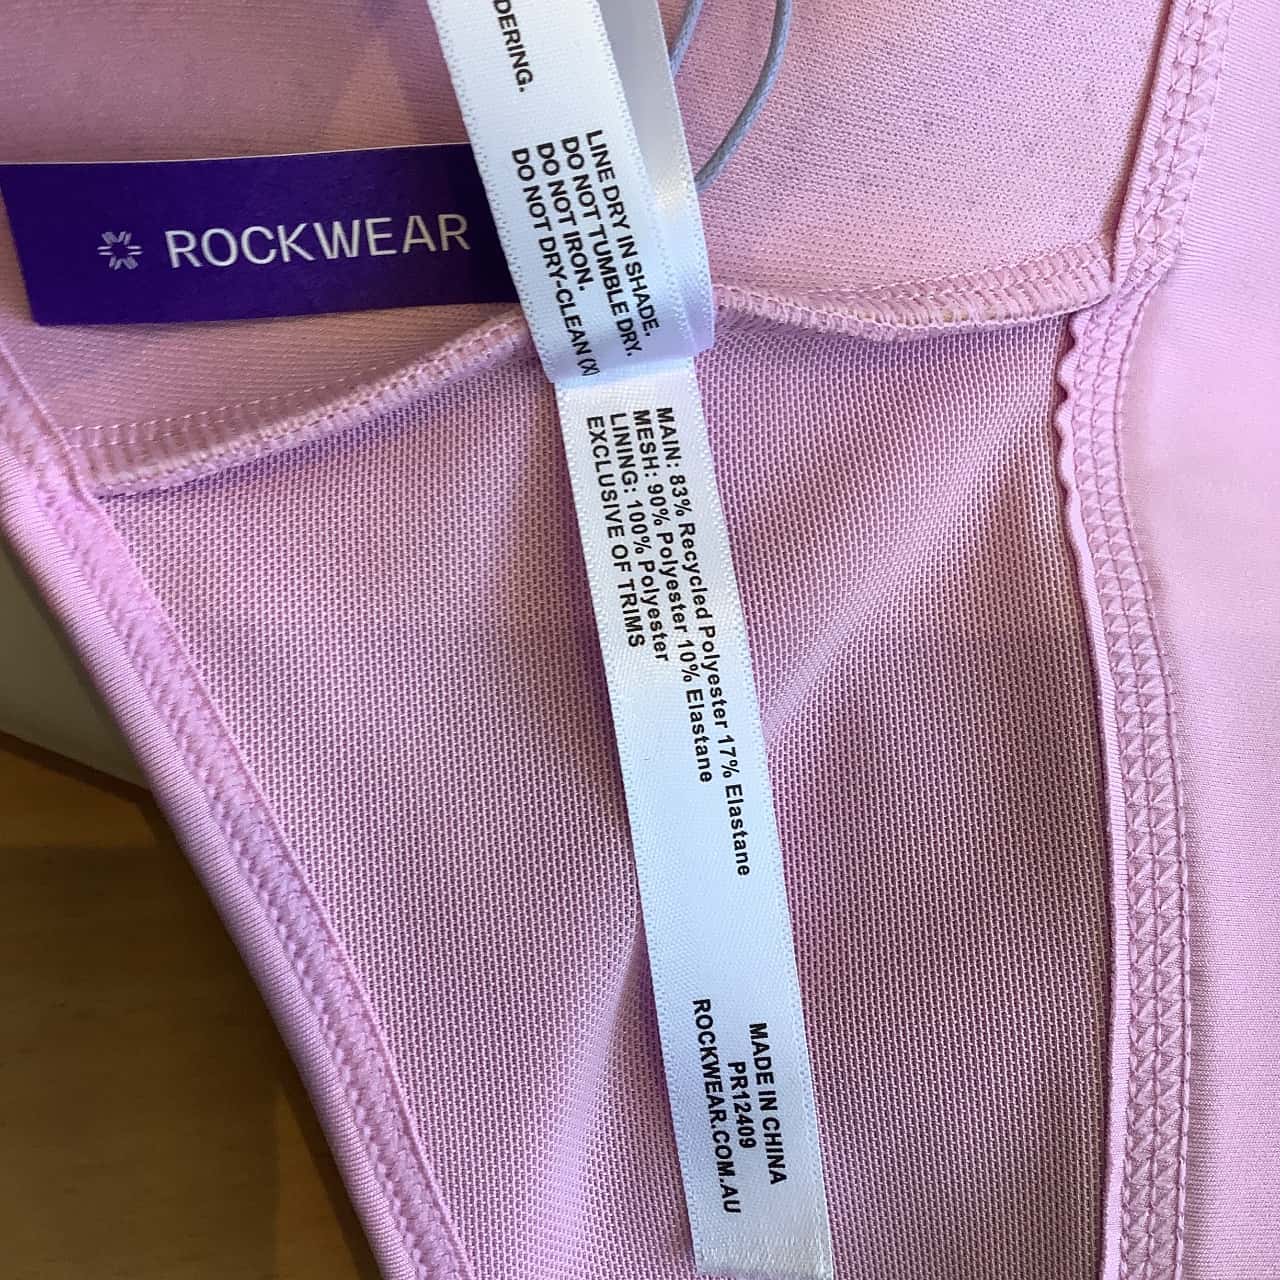 ROCKWEAR
LINE DRY IN SHADE.
DO NOT TUMBLE DRY.
DO NOT IRON.
DO NOT DRY-CLEAN (X)
MAIN: 83% Recycled Polyester 17% Elastane
MESH: 90% Polyester 10% Elastane
LINING: 100% Polyester
EXCLUSIVE OF TRIMS
MADE IN CHINA
PR12409
ROCKWEAR.COM.AU